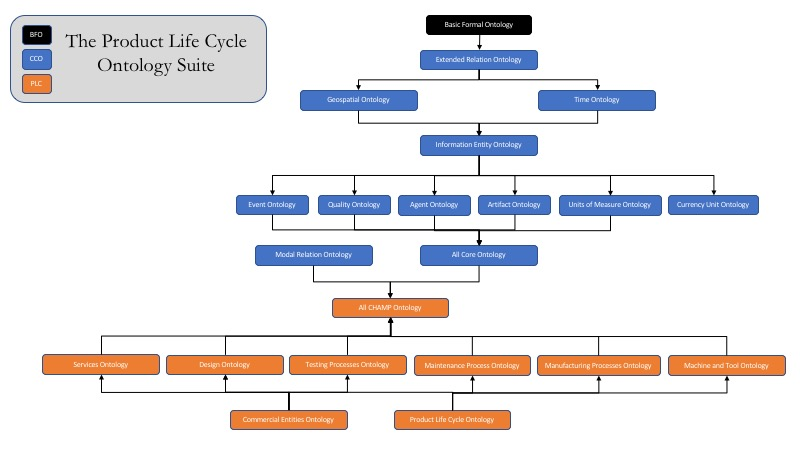 BFO
CCO
PLC
The Product Life Cycle
Ontology Suite
Basic Formal Ontology
Extended Relation Ontology
Geospatial Ontology
Time Ontology
Information Entity Ontology
Event Ontology
Quality Ontology
Agent Ontology
Artifact Ontology
Units of Measure Ontology
Currency Unit Ontology
Modal Relation Ontology
All Core Ontology
All CHAMP Ontology
Services Ontology
Design Ontology
Testing Processes Ontology
Maintenance Process Ontology
Manufacturing Processes Ontology
Machine and Tool Ontology
Commercial Entities Ontology
Product Life Cycle Ontology